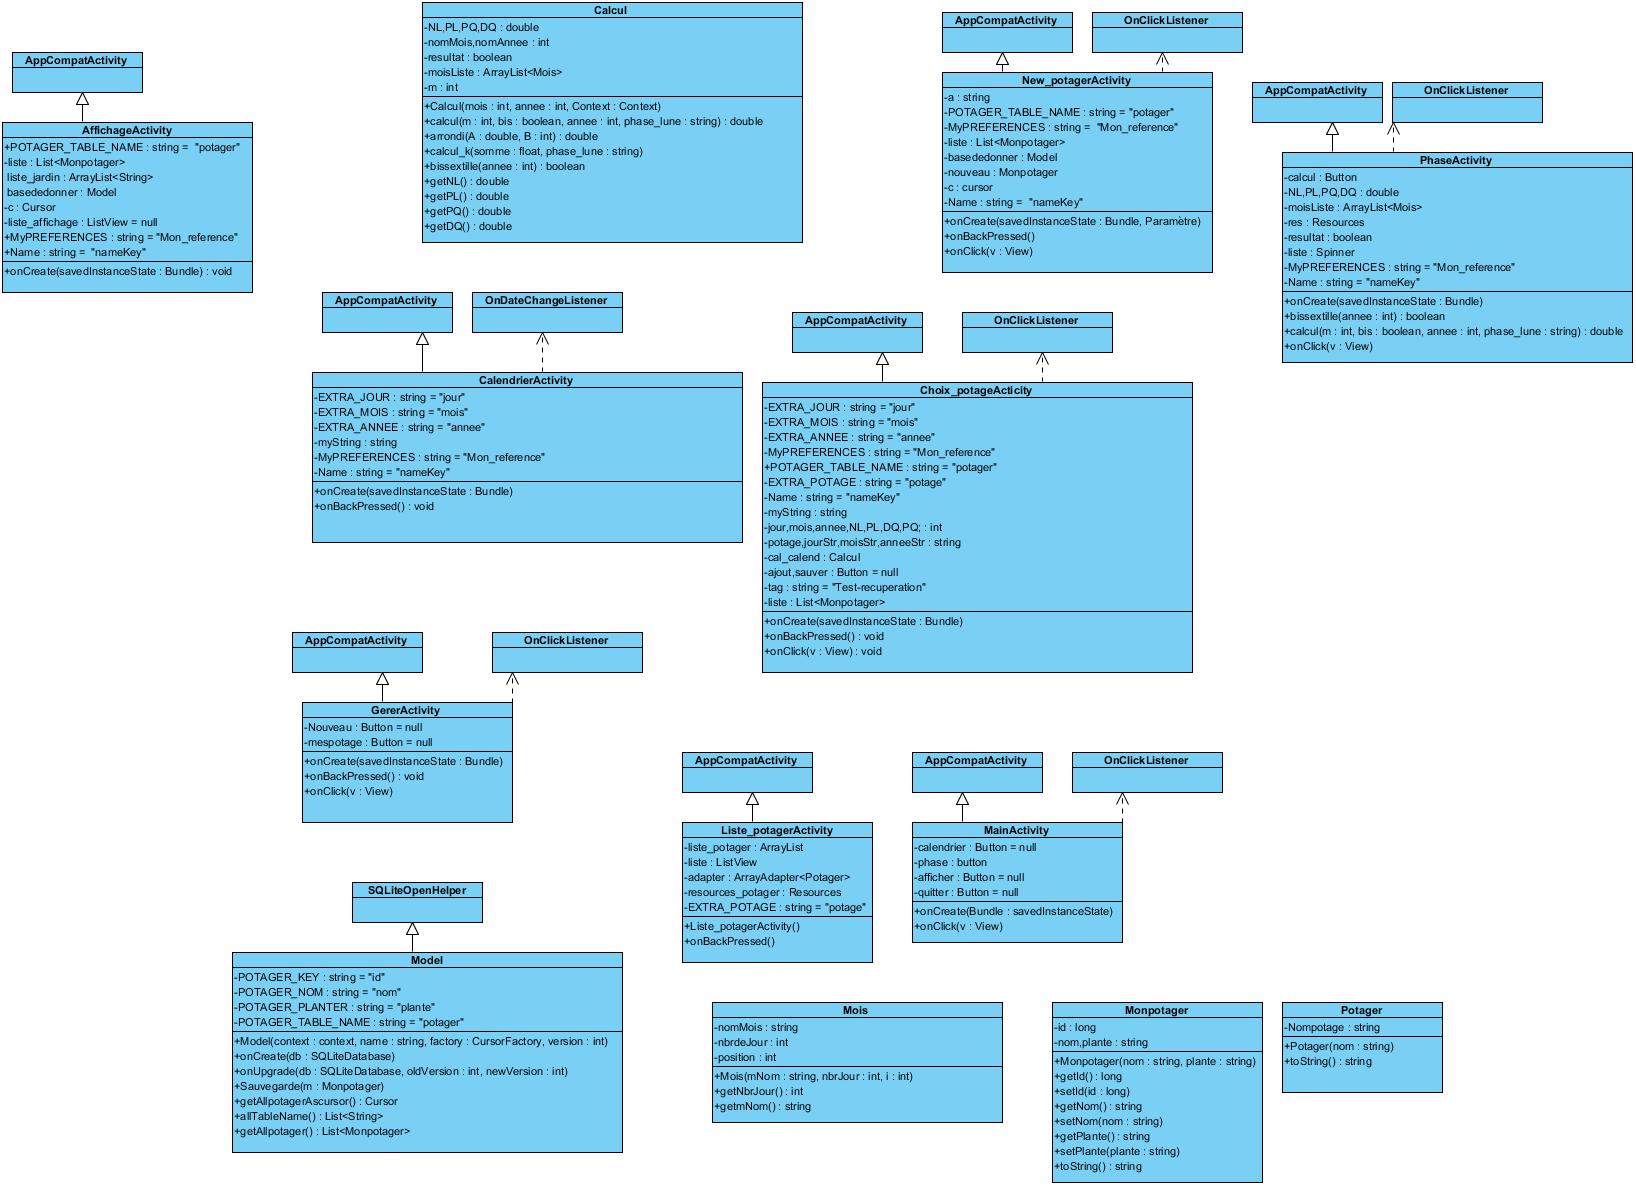 AppCompatActivity
AffichageActivity
+POTAGER_TABLE_NAME : string =  "potager"
-liste : List<Monpotager>
liste_jardin : ArrayList<String>
basededonner : Model
-c : Cursor
-liste_affichage : ListView = null
+MyPREFERENCES : string = "Mon_reference"
+Name : string =  "nameKey"
+onCreate(savedInstanceState : Bundle) : void
Calcul
-NL,PL,PQ,DQ : double
-nomMois,nomAnnee : int
-resultat : boolean
-moisListe : ArrayList<Mois>
-m : int
+Calcul(mois : int, annee : int, Context : Context)
+calcul(m : int, bis : boolean, annee : int, phase_lune : string) : double
+arrondi(A : double, B : int) : double
+calcul_k(somme : float, phase_lune : string)
+bissextille(annee : int) : boolean
+getNL() : double
+getPL() : double
+getPQ() : double
+getDQ() : double
AppCompatActivity
OnClickListener
New_potagerActivity
-a : string
-POTAGER_TABLE_NAME : string = "potager"
-MyPREFERENCES : string =  "Mon_reference"
-liste : List<Monpotager>
-basededonner : Model
-nouveau : Monpotager
-c : cursor
-Name : string =  "nameKey"
+onCreate(savedInstanceState : Bundle, Paramètre)
+onBackPressed()
+onClick(v : View)
AppCompatActivity
OnClickListener
PhaseActivity
-calcul : Button
-NL,PL,PQ,DQ : double
-moisListe : ArrayList<Mois>
-res : Resources
-resultat : boolean
-liste : Spinner
-MyPREFERENCES : string = "Mon_reference"
-Name : string = "nameKey"
+onCreate(savedInstanceState : Bundle)
+bissextille(annee : int) : boolean
+calcul(m : int, bis : boolean, annee : int, phase_lune : string) : double
+onClick(v : View)
AppCompatActivity
OnDateChangeListener
CalendrierActivity
-EXTRA_JOUR : string = "jour"
-EXTRA_MOIS : string = "mois"
-EXTRA_ANNEE : string = "annee"
-myString : string
-MyPREFERENCES : string = "Mon_reference"
-Name : string = "nameKey"
+onCreate(savedInstanceState : Bundle)
+onBackPressed() : void
AppCompatActivity
OnClickListener
Choix_potageActicity
-EXTRA_JOUR : string = "jour"
-EXTRA_MOIS : string = "mois"
-EXTRA_ANNEE : string = "annee"
-MyPREFERENCES : string = "Mon_reference"
+POTAGER_TABLE_NAME : string = "potager"
-EXTRA_POTAGE : string = "potage"
-Name : string = "nameKey"
-myString : string
-jour,mois,annee,NL,PL,DQ,PQ; : int
-potage,jourStr,moisStr,anneeStr : string
-cal_calend : Calcul
-ajout,sauver : Button = null
-tag : string = "Test-recuperation"
-liste : List<Monpotager>
+onCreate(savedInstanceState : Bundle)
+onBackPressed() : void
+onClick(v : View) : void
AppCompatActivity
OnClickListener
GererActivity
-Nouveau : Button = null
-mespotage : Button = null
+onCreate(savedInstanceState : Bundle)
+onBackPressed() : void
+onClick(v : View)
AppCompatActivity
Liste_potagerActivity
-liste_potager : ArrayList
-liste : ListView
-adapter : ArrayAdapter<Potager>
-resources_potager : Resources
-EXTRA_POTAGE : string = "potage"
+Liste_potagerActivity()
+onBackPressed()
AppCompatActivity
OnClickListener
MainActivity
-calendrier : Button = null
-phase : button
-afficher : Button = null
-quitter : Button = null
+onCreate(Bundle : savedInstanceState)
+onClick(v : View)
SQLiteOpenHelper
Model
-POTAGER_KEY : string = "id"
-POTAGER_NOM : string = "nom"
-POTAGER_PLANTER : string = "plante"
-POTAGER_TABLE_NAME : string = "potager"
+Model(context : context, name : string, factory : CursorFactory, version : int)
+onCreate(db : SQLiteDatabase)
+onUpgrade(db : SQLiteDatabase, oldVersion : int, newVersion : int)
+Sauvegarde(m : Monpotager)
+getAllpotagerAscursor() : Cursor
+allTableName() : List<String>
+getAllpotager() : List<Monpotager>
Mois
-nomMois : string
-nbrdeJour : int
-position : int
+Mois(mNom : string, nbrJour : int, i : int)
+getNbrJour() : int
+getmNom() : string
Monpotager
-id : long
-nom,plante : string
+Monpotager(nom : string, plante : string)
+getId() : long
+setId(id : long)
+getNom() : string
+setNom(nom : string)
+getPlante() : string
+setPlante(plante : string)
+toString() : string
Potager
-Nompotage : string
+Potager(nom : string)
+toString() : string